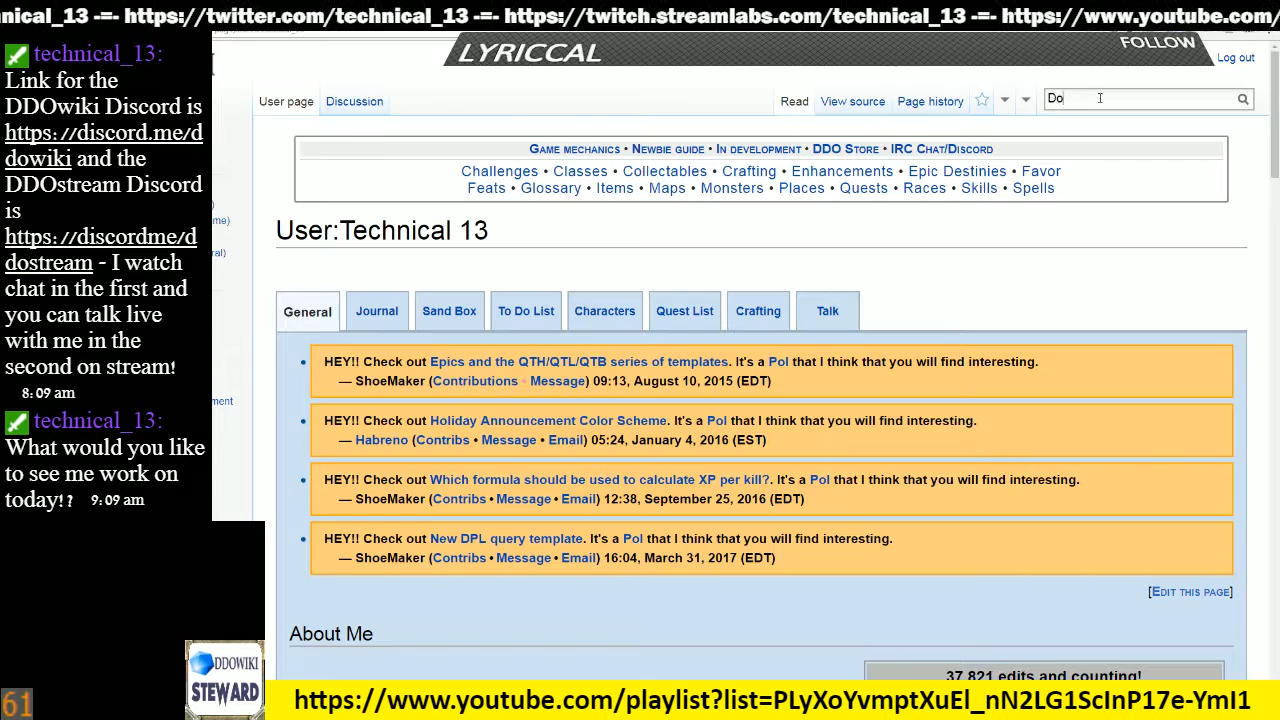 nical_13 -=- https://twitter.com/technical_13 -=- https://twitch.streamlabs.com/technical_13 -=- https://www.youtube.com/
technical_13:
Link for the
DDOwiki Discord is
https://discord.me/d
dowiki and the
DDOstream Discord
is
https://discordme/d
dostream - I watch
chat in the first and
you can talk live
with me in the
second on stream!
8:09 am
technical_13:
What would you like
to see me work on
today!? 9:09 am
LYRICCAL
FOLLOW
Log out
User page Discussion Read View source Page history Do
me)
ral)
ment
Game mechanics • Newbie guide • In development • DDO Store • IRC Chat/Discord
Challenges • Classes • Collectables • Crafting • Enhancements • Epic Destinies • Favor
Feats • Glossary • Items • Maps • Monsters • Places • Quests • Races • Skills • Spells
User:Technical 13
General Journal Sand Box To Do List Characters Quest List Crafting Talk
• HEY!! Check out Epics and the QTH/QTL/QTB series of templates. It's a Pol that I think that you will find interesting.
— ShoeMaker (Contributions • Message) 09:13, August 10, 2015 (EDT)
• HEY!! Check out Holiday Announcement Color Scheme. It's a Pol that I think that you will find interesting.
— Habreno (Contribs • Message • Email) 05:24, January 4, 2016 (EST)
• HEY!! Check out Which formula should be used to calculate XP per kill?. It's a Pol that I think that you will find interesting.
— ShoeMaker (Contribs • Message • Email) 12:38, September 25, 2016 (EDT)
• HEY!! Check out New DPL query template. It's a Pol that I think that you will find interesting.
— ShoeMaker (Contribs • Message • Email) 16:04, March 31, 2017 (EDT)
[Edit this page]
About Me
37,821 edits and counting!
DDOWIKI
STEWARD
61
https://www.youtube.com/playlist?list=PLyXoYvmptXuEl_nN2LG1ScInP17e-YmI1